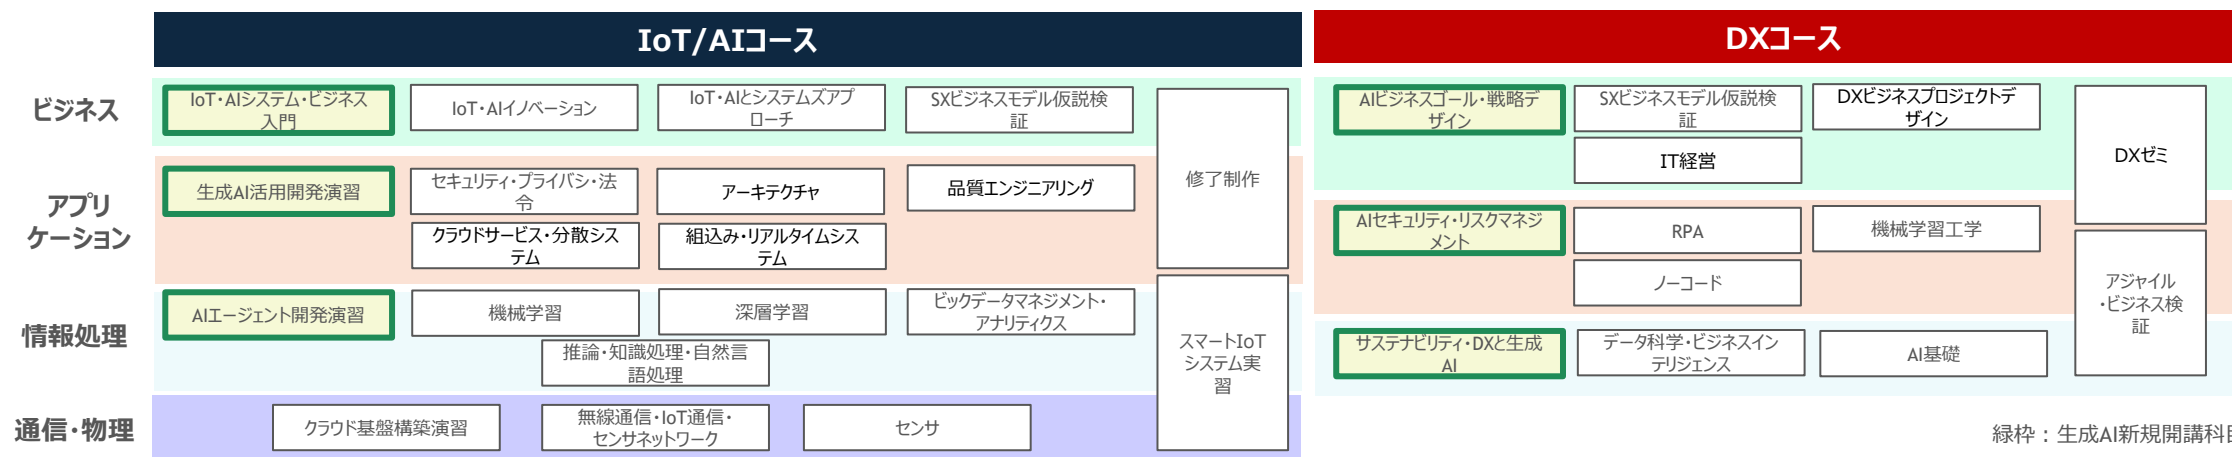 IoT/AIコース
DXコース
ビジネス
IoT・AIシステム・ビジネス
入門
IoT・AIイノベーション
IoT・AIとシステムズアプ
ローチ
SXビジネスモデル仮説検
証
修了制作
アプリ
ケーション
生成AI活用開発演習
セキュリティ・プライバシ・法
令
アーキテクチャ
品質エンジニアリング
クラウドサービス・分散シス
テム
組込み・リアルタイムシス
テム
情報処理
AIエージェント開発演習
機械学習
深層学習
ビックデータマネジメント・
アナリティクス
推論・知識処理・自然言
語処理
スマートIoT
システム実
習
通信・物理
クラウド基盤構築演習
無線通信・IoT通信・
センサネットワーク
センサ
AIビジネスゴール・戦略デ
ザイン
SXビジネスモデル仮説検
証
DXビジネスプロジェクトデ
ザイン
IT経営
DXゼミ
AIセキュリティ・リスクマネジ
メント
RPA
機械学習工学
ノーコード
アジャイル
・ビジネス検
証
サステナビリティ・DXと生成
AI
データ科学・ビジネスイン
テリジェンス
AI基礎
緑枠：生成AI新規開講科目